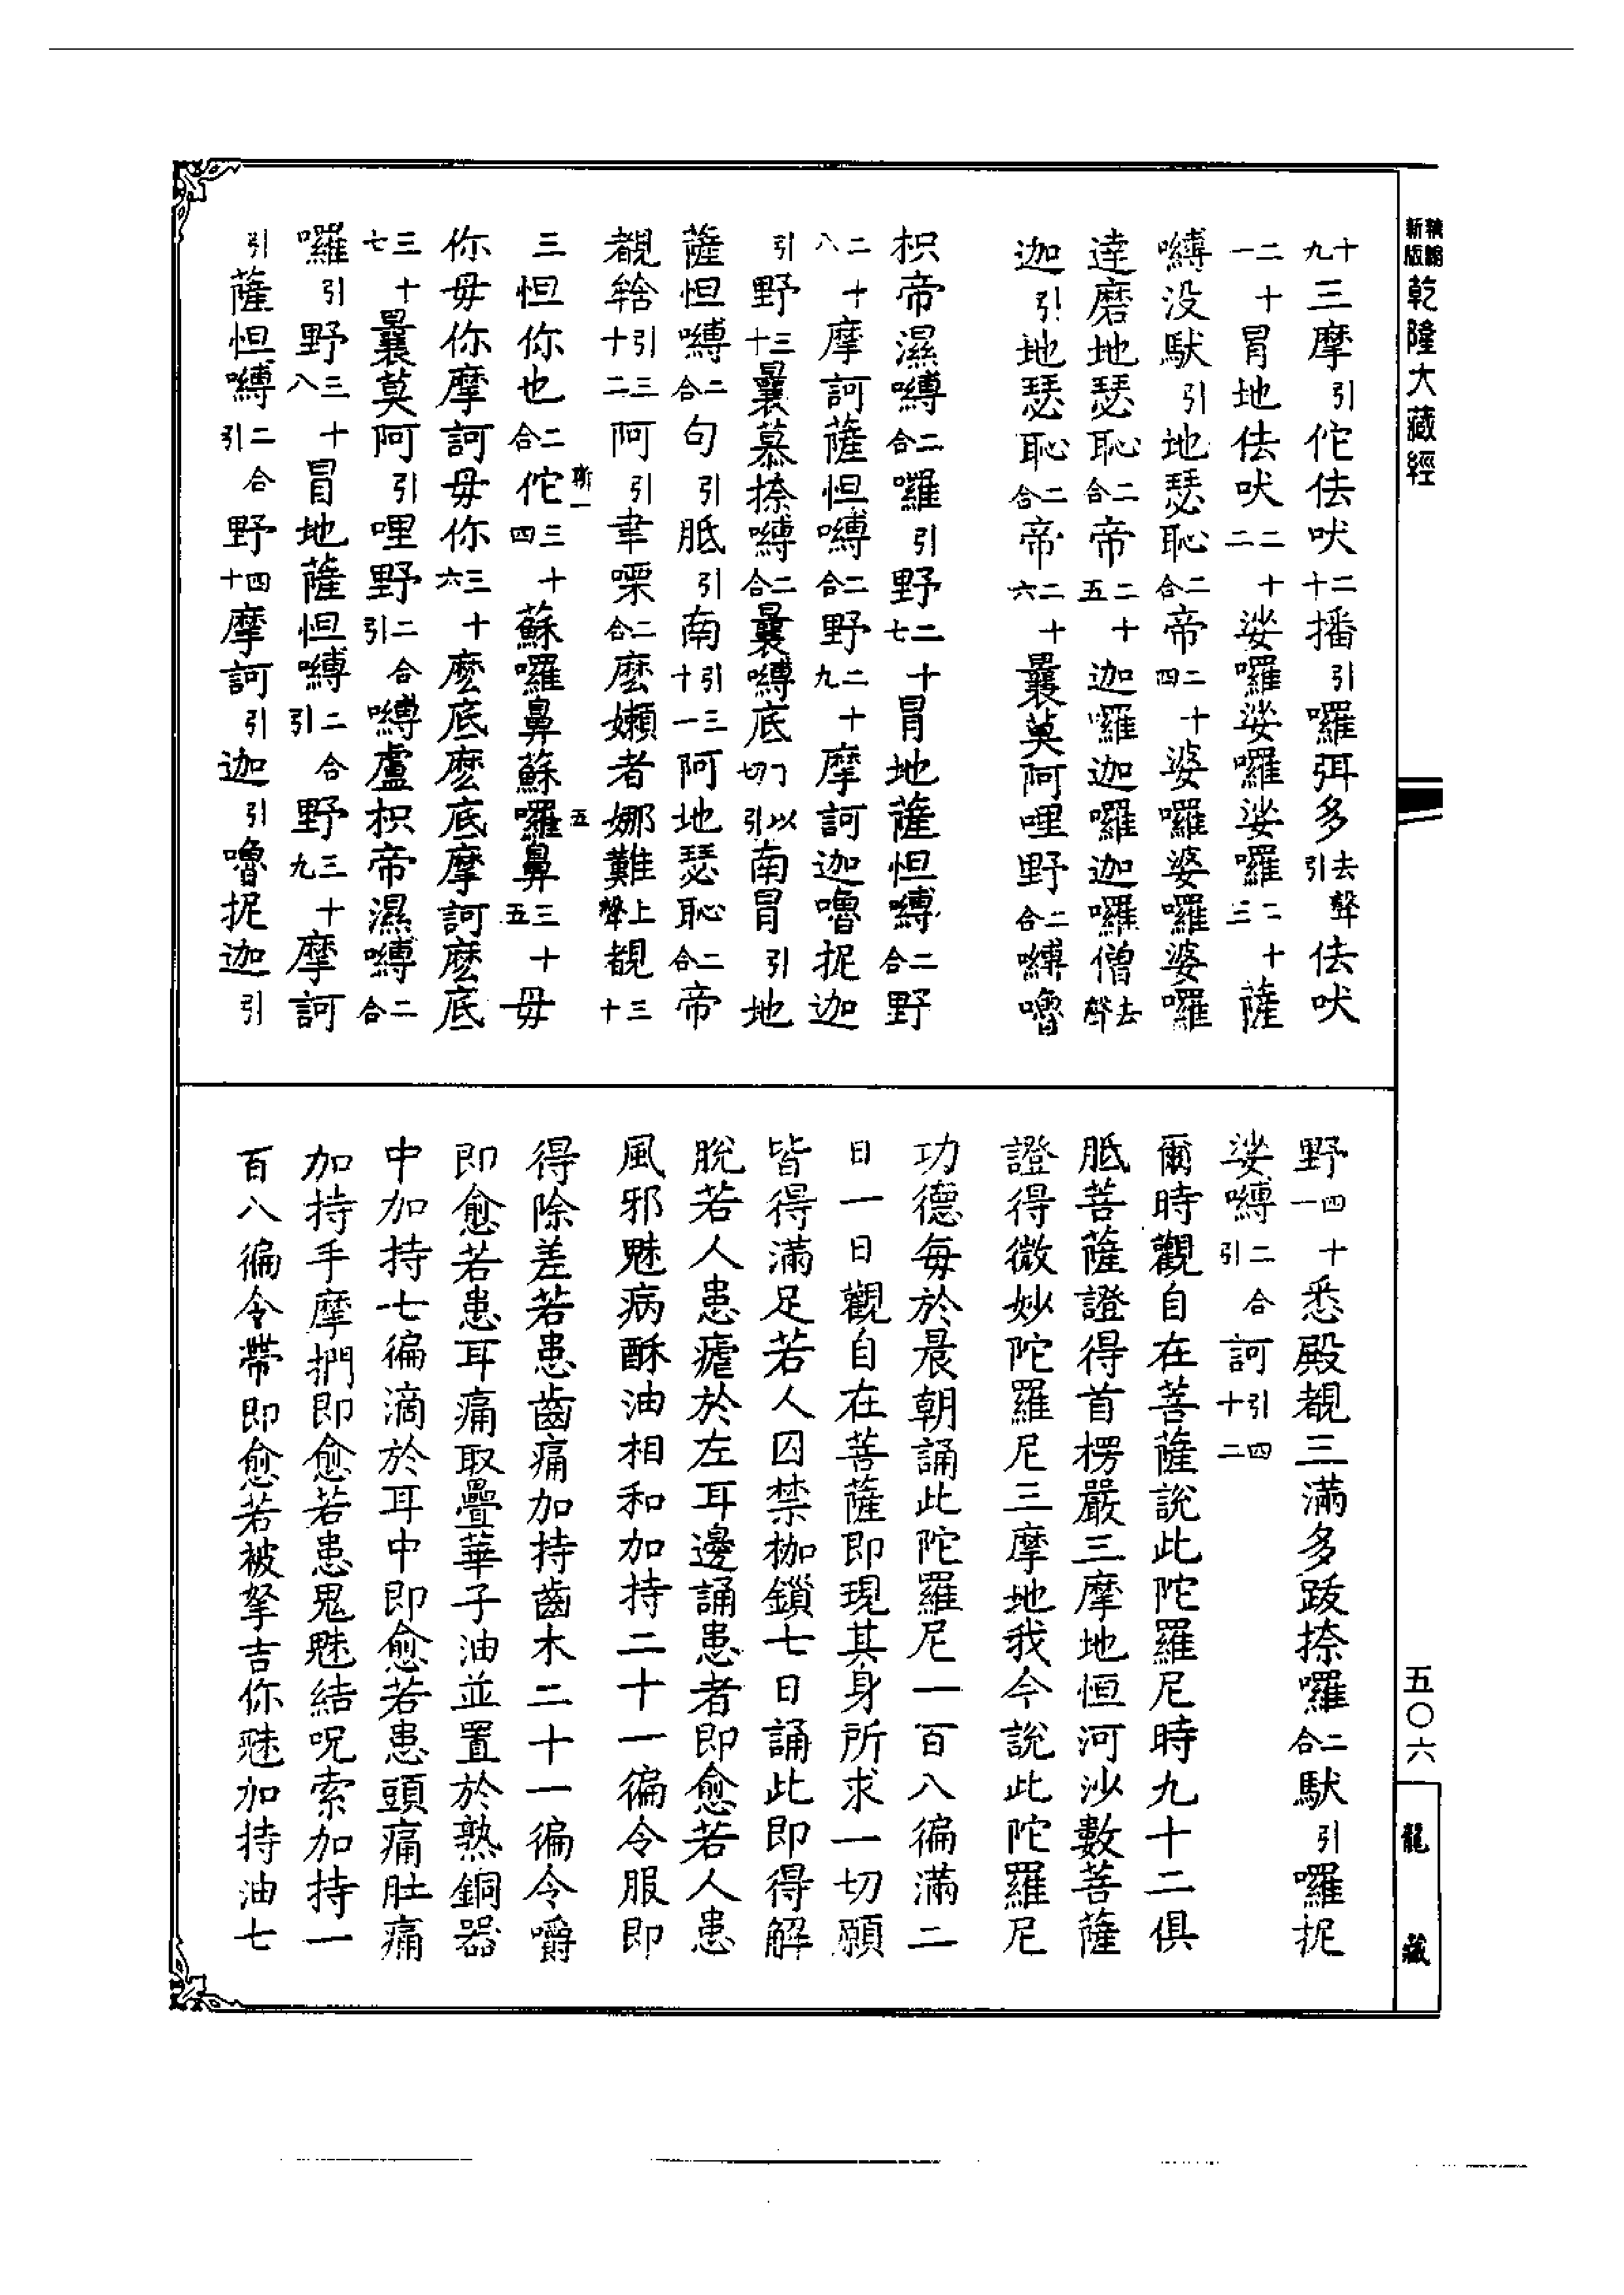 新版精編乾隆大藏經
十九三摩引佗佉吠二十播引囉弭多去聲引佉吠
二十一冒地佉吠二十二娑囉娑囉娑囉二十三薩
嚩没馱引地瑟恥二合帝二十四婆囉婆囉婆囉
達磨地瑟恥二合帝二十五迦囉迦囉迦囉僧去聲
迦引地瑟恥二合帝二十六曩莫阿哩野二合嚩嚕
枳帝濕嚩二合囉引野二十七冒地薩怛嚩二合野
二十八摩訶薩怛嚩二合野二十九摩訶迦嚕抳迦
引野三十曩慕捺嚩二合曩嚩底丁以切引南冒引地
薩怛嚩二合句引胝引南引三十一阿地瑟恥二合帝
覩𤙖引三十二阿引聿㗚二合麽嬾者娜難上聲覩三十
三怛你也二合佗三十四蘇囉鼻蘇囉鼻三十五毋
你毋你摩訶毋你三十六麽底麽底摩訶麽底
三十七曩莫阿引哩野二合引嚩盧枳帝濕嚩二合
囉引野三十八冒地薩怛嚩二合引野三十九摩訶
引薩怛嚩二合引野四十摩訶引迦引嚕抳迦引
斯一
五
野四十一悉殿覩三滿多跋捺囉二合馱引囉抳
娑嚩二合引訶引四十二
爾時觀自在菩薩說此陀羅尼時九十二俱
胝菩薩證得首楞嚴三摩地恒河沙數菩薩
證得微妙陀羅尼三摩地我今說此陀羅尼
功德每於晨朝誦此陀羅尼一百八徧滿二
日一日觀自在菩薩即現其身所求一切願
皆得滿足若人囚禁枷鎖七日誦此即得解
脫若人患瘧於左耳邊誦患者即愈若人患
風邪魅病酥油相和加持二十一徧令服即
得除差若患齒痛加持齒木二十一徧令嚼
即愈若患耳痛取疊華子油並置於熟銅器
中加持七徧滴於耳中即愈若患頭痛肚痛
加持手摩捫即愈若患鬼魅結呪索加持一
百八徧令帶即愈若被拏吉你魅加持油七
五〇六
龍藏